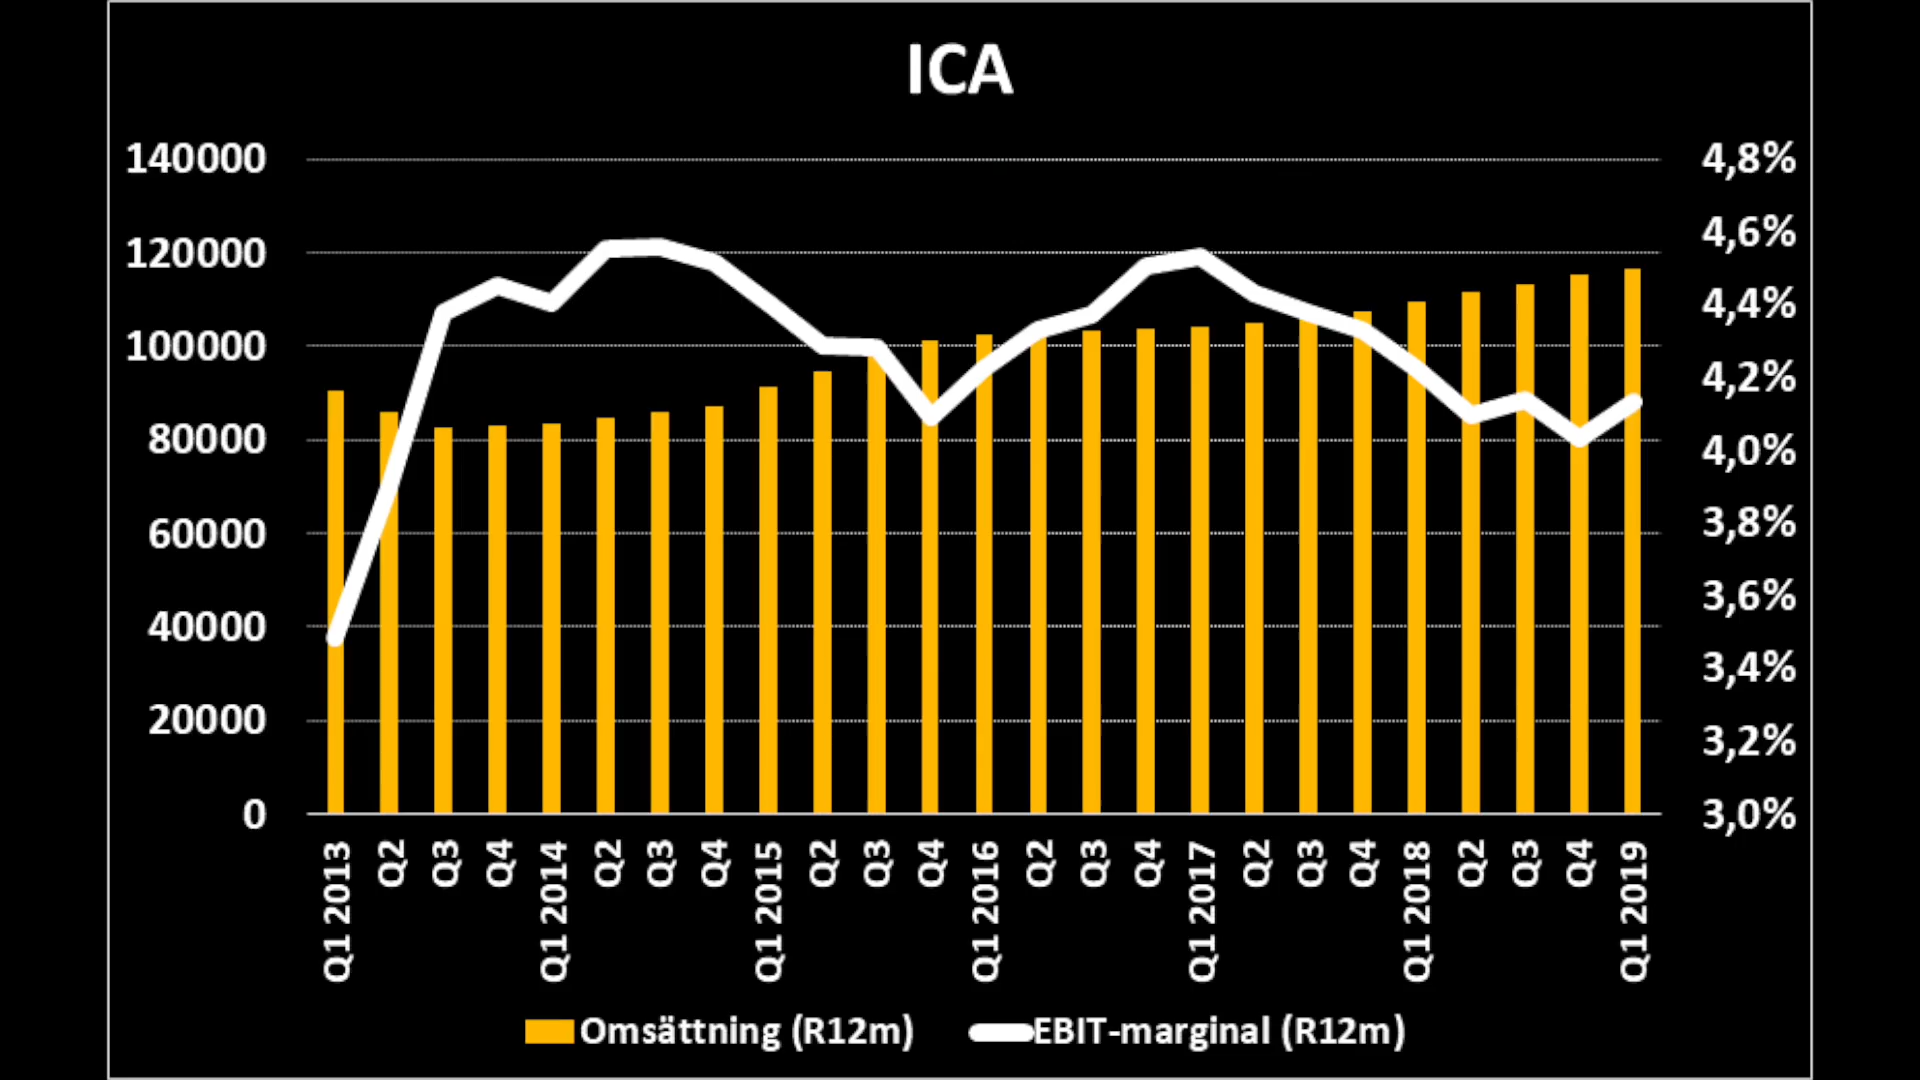 ICA
140000
120000
100000
80000
60000
40000
20000
0
4,8%
4,6%
4,4%
4,2%
4,0%
3,8%
3,6%
3,4%
3,2%
3,0%
Q1 2013
Q2
Q3
Q4
Q1 2014
Q2
Q3
Q4
Q1 2015
Q2
Q3
Q4
Q1 2016
Q2
Q3
Q4
Q1 2017
Q2
Q3
Q4
Q1 2018
Q2
Q3
Q4
Q1 2019
Omsättning (R12m)
EBIT-marginal (R12m)